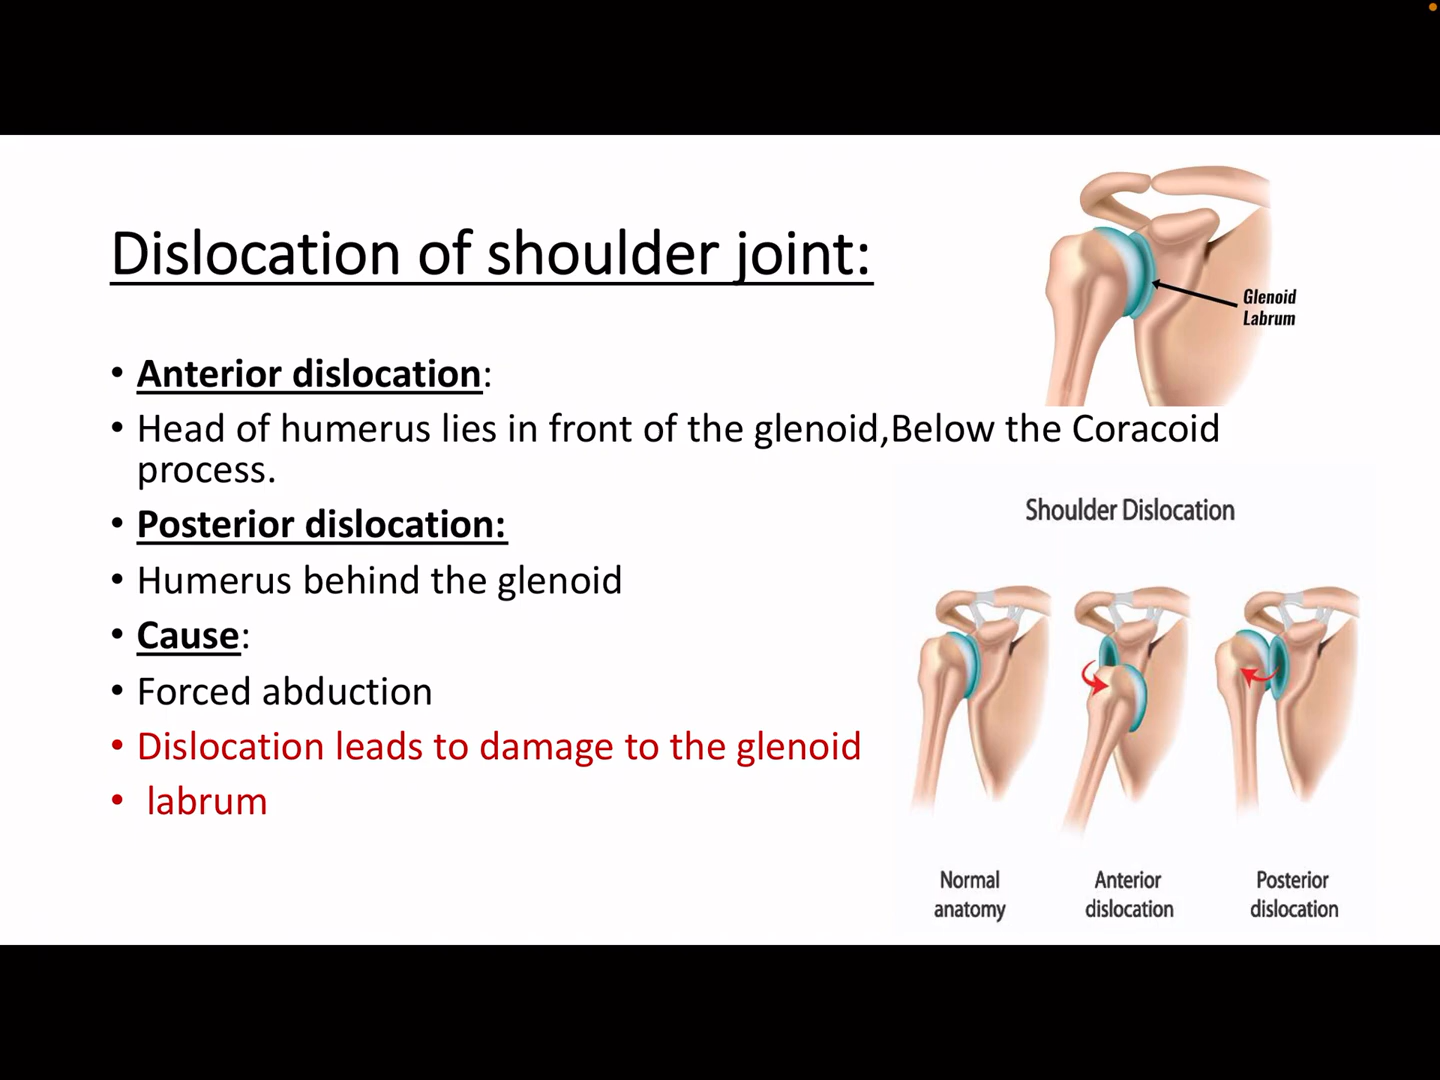 Dislocation of shoulder joint:
Glenoid
Labrum
• Anterior dislocation:
• Head of humerus lies in front of the glenoid,Below the Coracoid
process.
• Posterior dislocation:
• Humerus behind the glenoid
• Cause:
• Forced abduction
• Dislocation leads to damage to the glenoid
• labrum
Shoulder Dislocation
Normal
anatomy
Anterior
dislocation
Posterior
dislocation